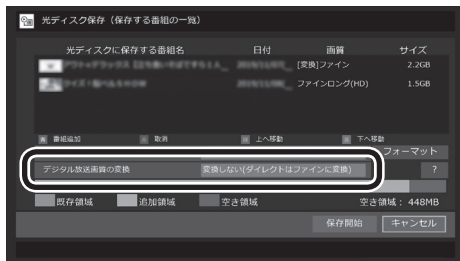 光ディスク保存（保存する番組の一覧）
光ディスクに保存する番組名 日付 画質 サイズ
[変換]ファイン 2.2GB
ファインロング(HD) 1.5GB
番組追加 取消 上へ移動 下へ移動
フォーマット
デジタル放送画質の変換 変換しない(ダイレクトはファインに変換) ?
既存領域 追加領域 空き領域 空き領域： 448MB
保存開始 キャンセル